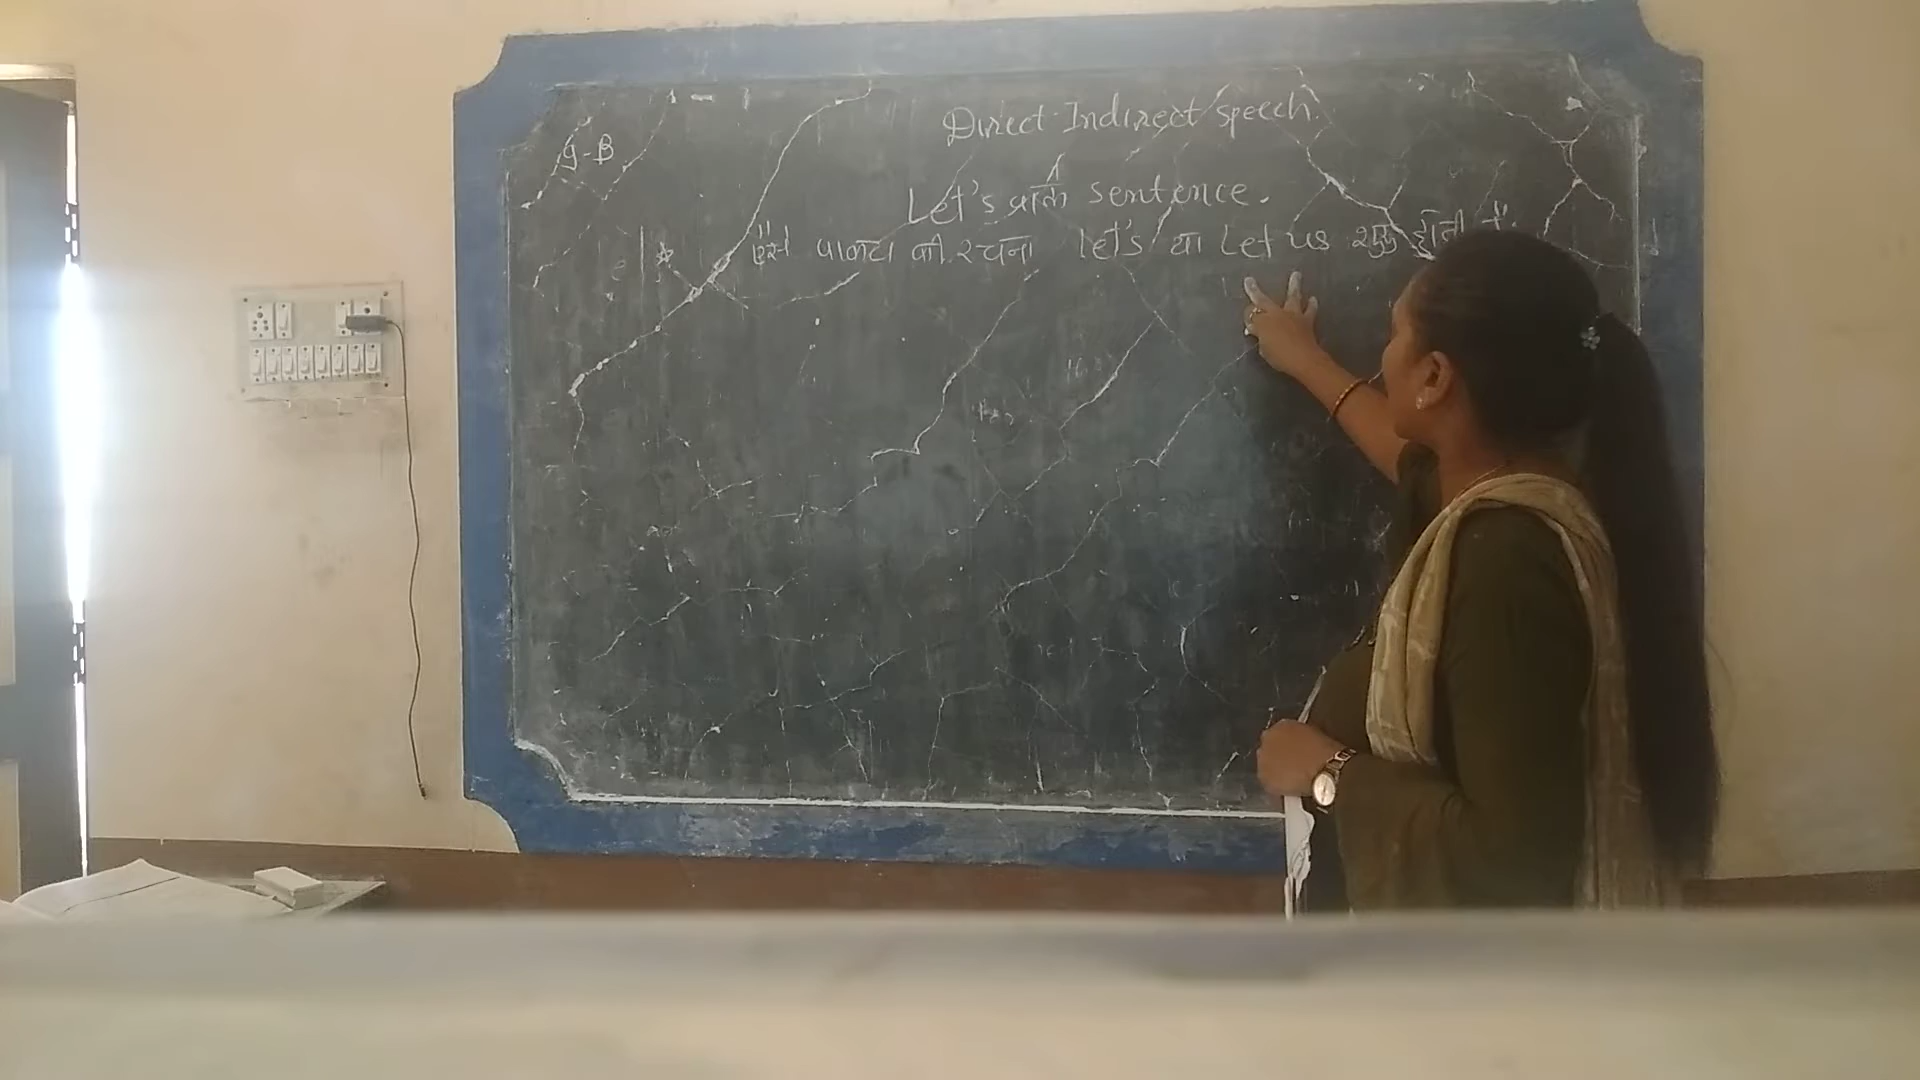 Direct Indirect speech.
9-B
Let's वाले sentence.
* ऐसे वाक्यों की रचना let's या Let us शुरू होती है